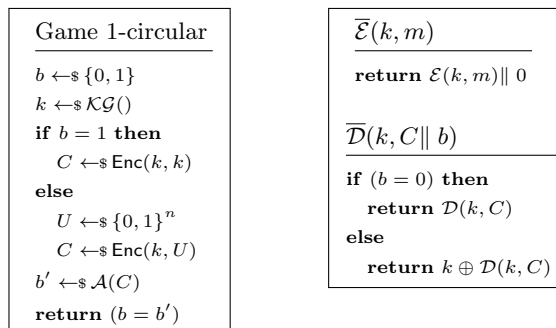 Game 1-circular
b ←$ {0, 1}
k ←$ 𝒦𝒢()
if b = 1 then
C ←$ Enc(k, k)
else
U ←$ {0, 1}ⁿ
C ←$ Enc(k, U)
b′ ←$ 𝒜(C)
return (b = b′)
ℰ̅(k, m)
return ℰ(k, m)‖ 0
𝒟̅(k, C‖ b)
if (b = 0) then
return 𝒟(k, C)
else
return k ⊕ 𝒟(k, C)